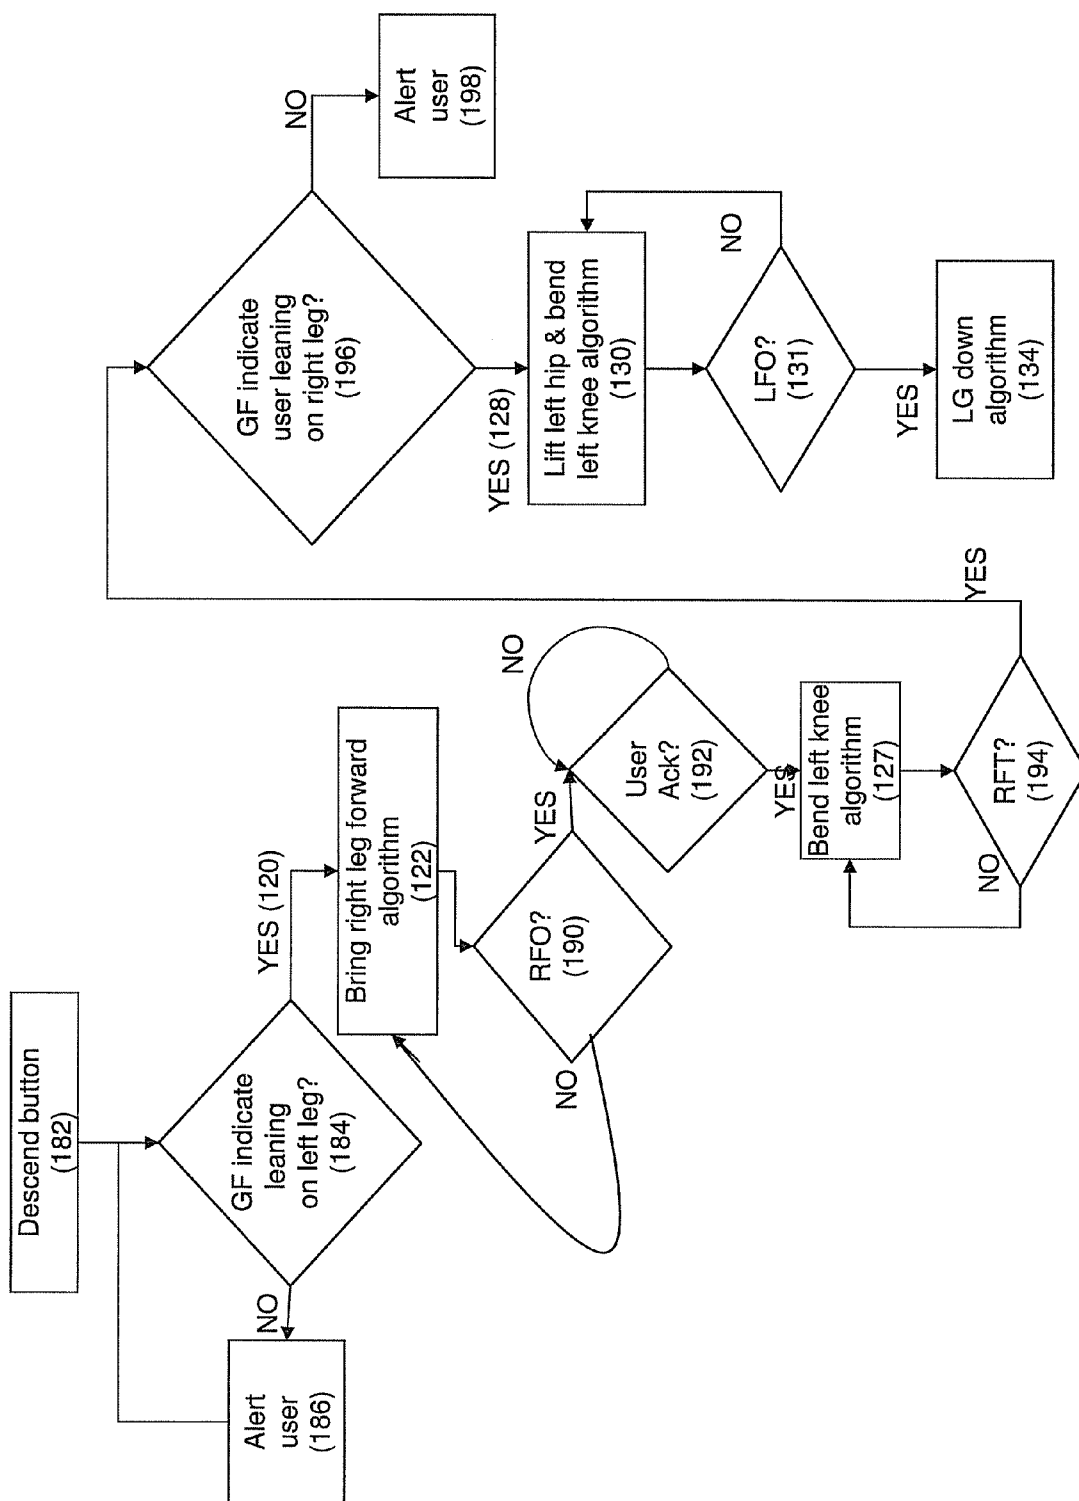 Descend button
(182)
GF indicate
leaning
on left leg?
(184)
NO
Alert
user
(186)
YES (120)
Bring right leg forward
algorithm
(122)
RFO?
(190)
NO
YES
User
Ack?
(192)
NO
YES
Bend left knee
algorithm
(127)
RFT?
(194)
NO
YES
GF indicate
user leaning
on right leg?
(196)
NO
Alert
user
(198)
YES (128)
Lift left hip & bend
left knee algorithm
(130)
LFO?
(131)
NO
YES
LG down
algorithm
(134)